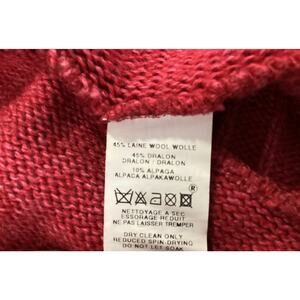 45% LAINE WOOL WOLLE
45% DRALON
DRALON / DRALON
10% ALPAGA
ALPACA ALPAKAWOLLE
®
NETTOYAGE A SEC
ESSORAGE REDUIT
NE PAS LAISSER TREMPER
DRY CLEAN ONLY
REDUCED SPIN-DRYING
DO NOT LET SOAK